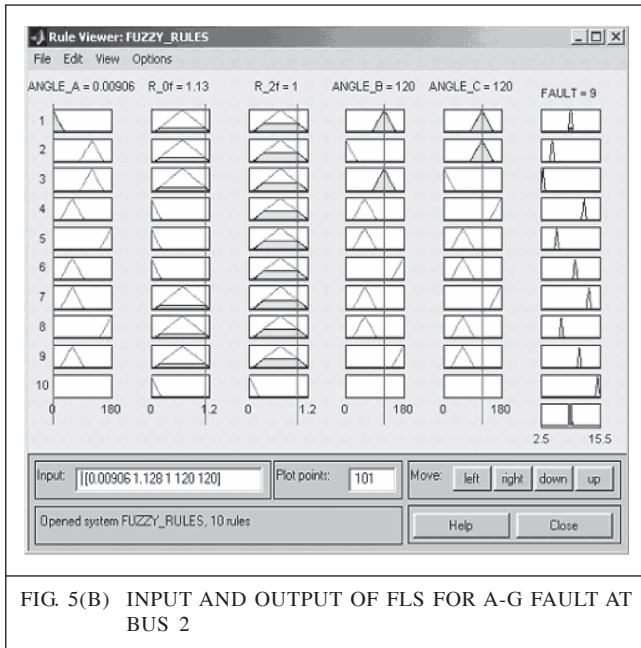 Rule Viewer: FUZZY_RULES
File Edit View Options
ANGLE_A = 0.00906 R_0f = 1.13 R_2f = 1 ANGLE_B = 120 ANGLE_C = 120 FAULT = 9
1
2
3
4
5
6
7
8
9
10
0 180 0 1.2 0 1.2 0 180 0 180
2.5 15.5
Input: [0.00906 1.128 1 120 120] Plot points: 101 Move: left right down up
Opened system FUZZY_RULES, 10 rules Help Close
FIG. 5(B) INPUT AND OUTPUT OF FLS FOR A-G FAULT AT
BUS 2